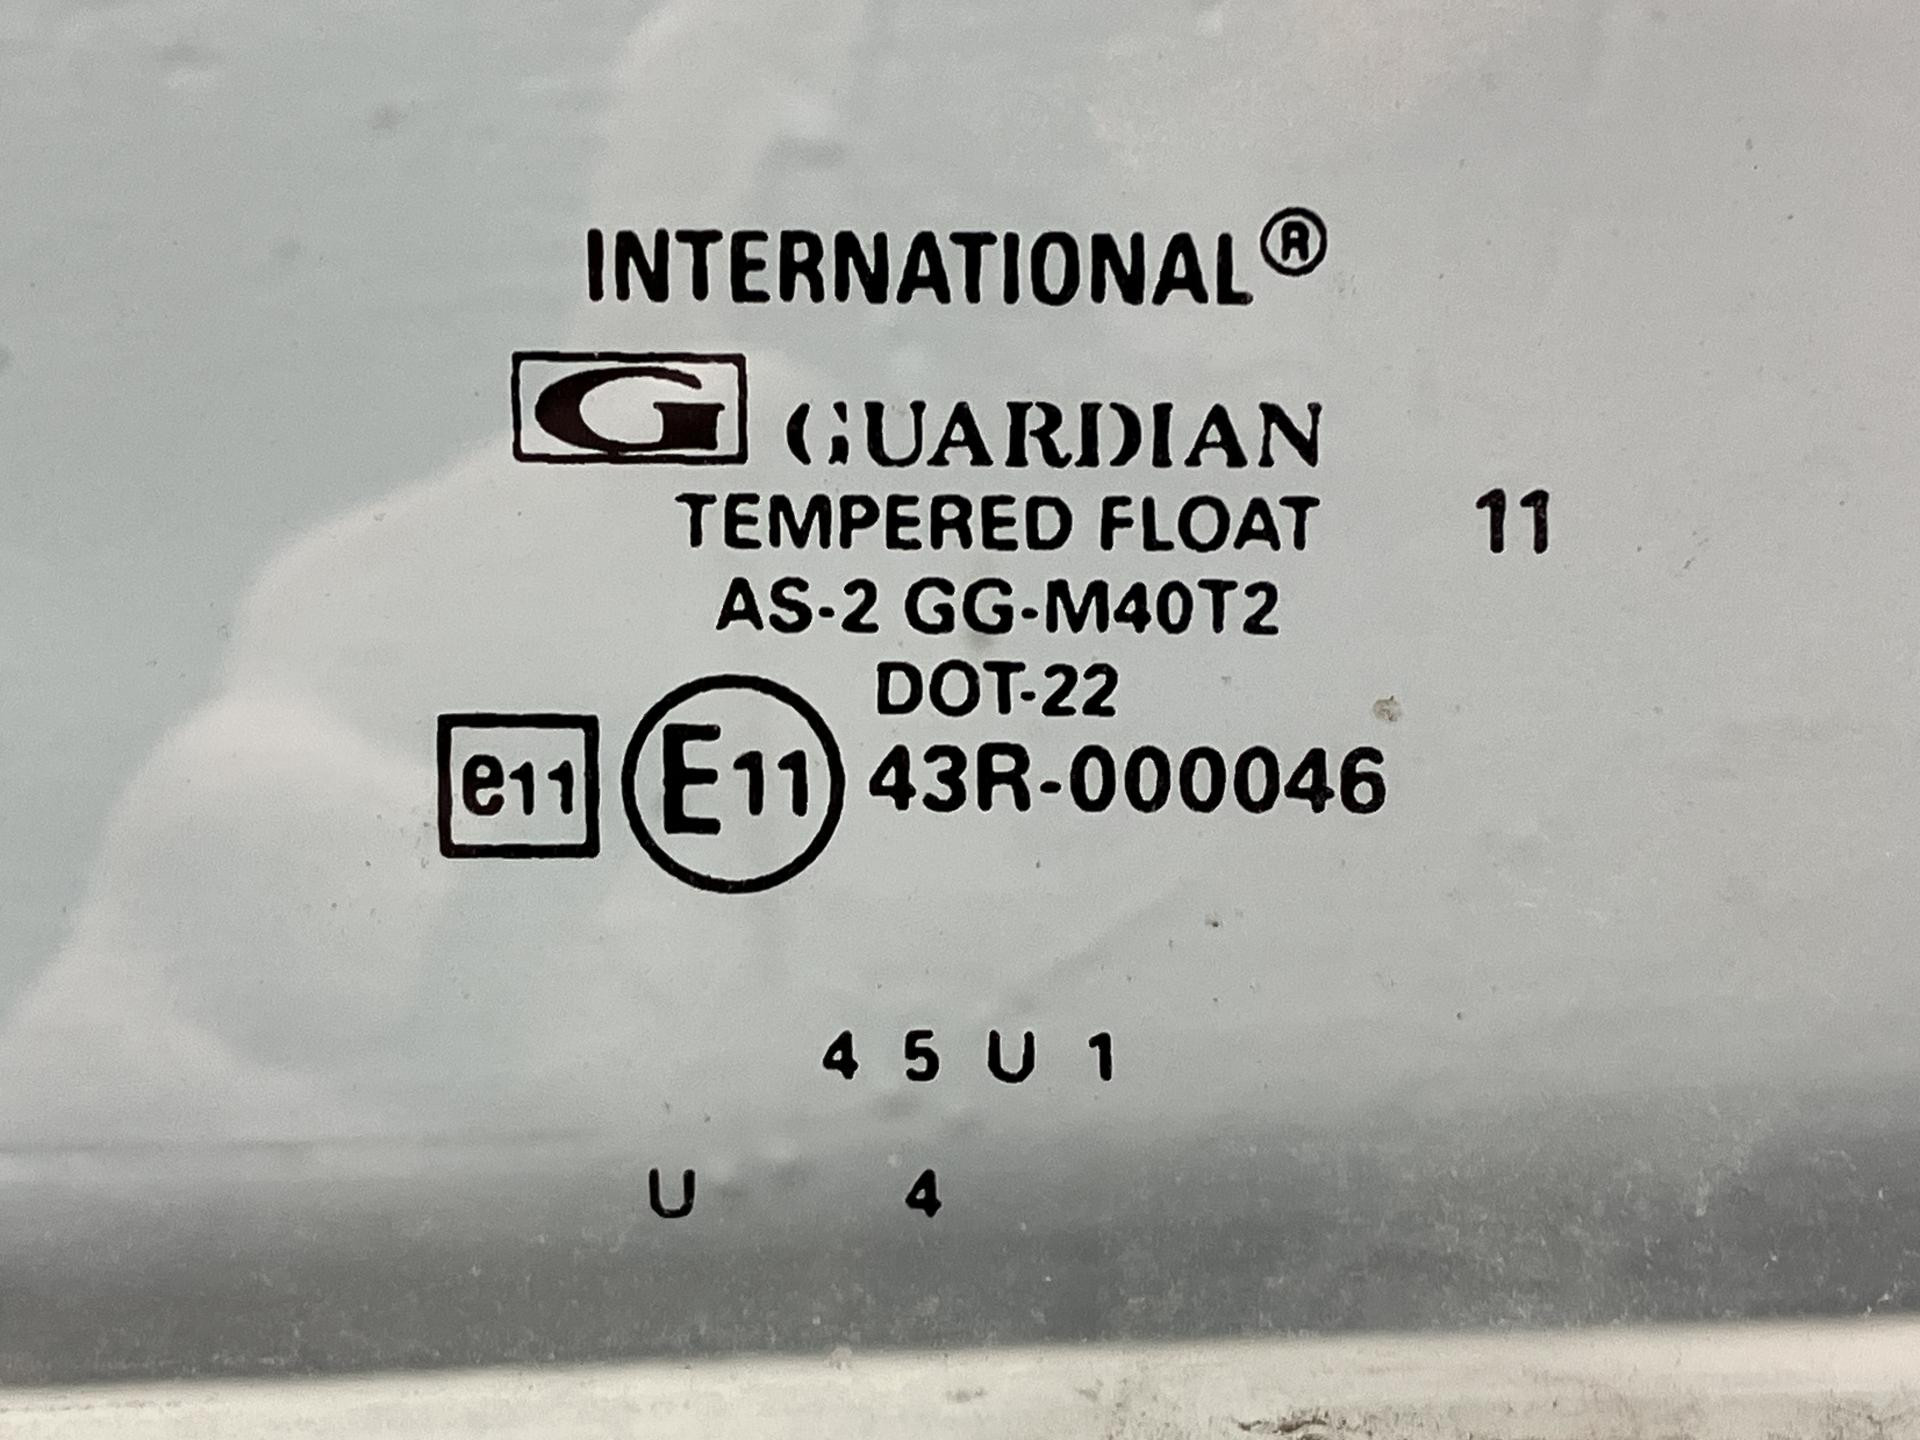 INTERNATIONAL®
G GUARDIAN
TEMPERED FLOAT 11
AS-2 GG-M40T2
DOT-22
e11 E11 43R-000046
4 5 U 1
U 4